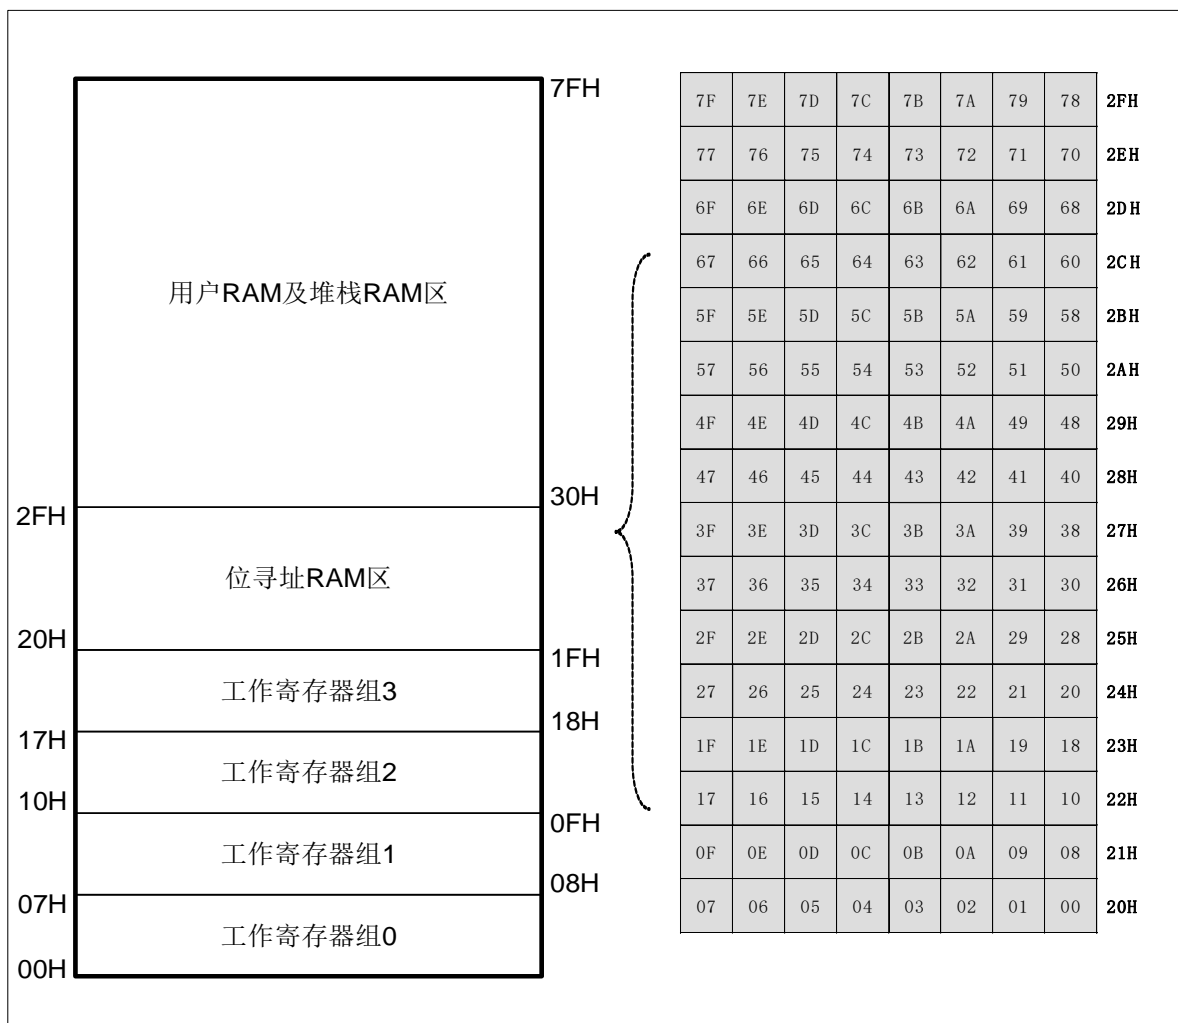 7FH
用户RAM及堆栈RAM区
30H
2FH
位寻址RAM区
20H
1FH
工作寄存器组3
18H
17H
工作寄存器组2
10H
0FH
工作寄存器组1
08H
07H
工作寄存器组0
00H
7F 7E 7D 7C 7B 7A 79 78 2FH
77 76 75 74 73 72 71 70 2EH
6F 6E 6D 6C 6B 6A 69 68 2DH
67 66 65 64 63 62 61 60 2CH
5F 5E 5D 5C 5B 5A 59 58 2BH
57 56 55 54 53 52 51 50 2AH
4F 4E 4D 4C 4B 4A 49 48 29H
47 46 45 44 43 42 41 40 28H
3F 3E 3D 3C 3B 3A 39 38 27H
37 36 35 34 33 32 31 30 26H
2F 2E 2D 2C 2B 2A 29 28 25H
27 26 25 24 23 22 21 20 24H
1F 1E 1D 1C 1B 1A 19 18 23H
17 16 15 14 13 12 11 10 22H
0F 0E 0D 0C 0B 0A 09 08 21H
07 06 05 04 03 02 01 00 20H